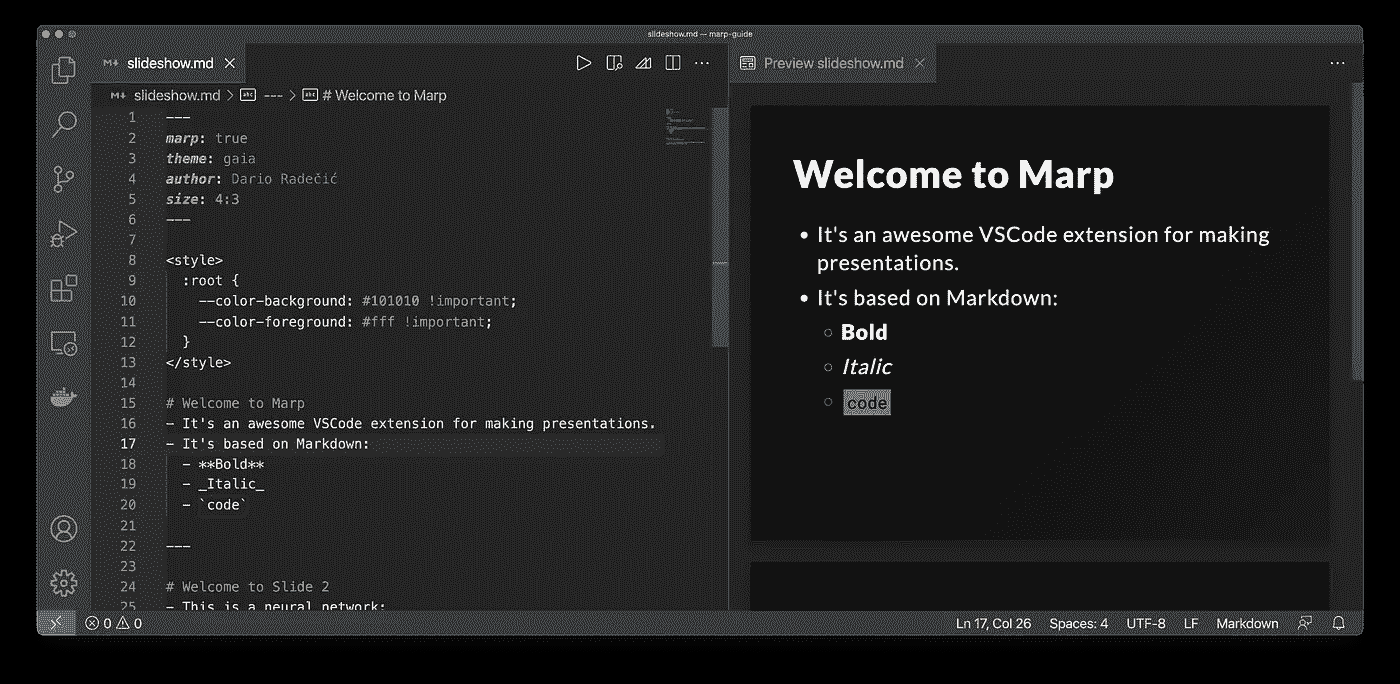 slideshow.md — marp-guide
slideshow.md
slideshow.md > --- > # Welcome to Marp
1 ---
2 marp: true
3 theme: gaia
4 author: Dario Radečić
5 size: 4:3
6 ---
7
8 <style>
9   :root {
10     --color-background: #101010 !important;
11     --color-foreground: #fff !important;
12   }
13 </style>
14
15 # Welcome to Marp
16 - It's an awesome VSCode extension for making presentations.
17 - It's based on Markdown:
18   - **Bold**
19   - _Italic_
20   - `code`
21
22 ---
23
24 # Welcome to Slide 2
25 - This is a neural network:
Preview slideshow.md
Welcome to Marp
• It's an awesome VSCode extension for making
presentations.
• It's based on Markdown:
○ Bold
○ Italic
○ code
0 0
Ln 17, Col 26 Spaces: 4 UTF-8 LF Markdown